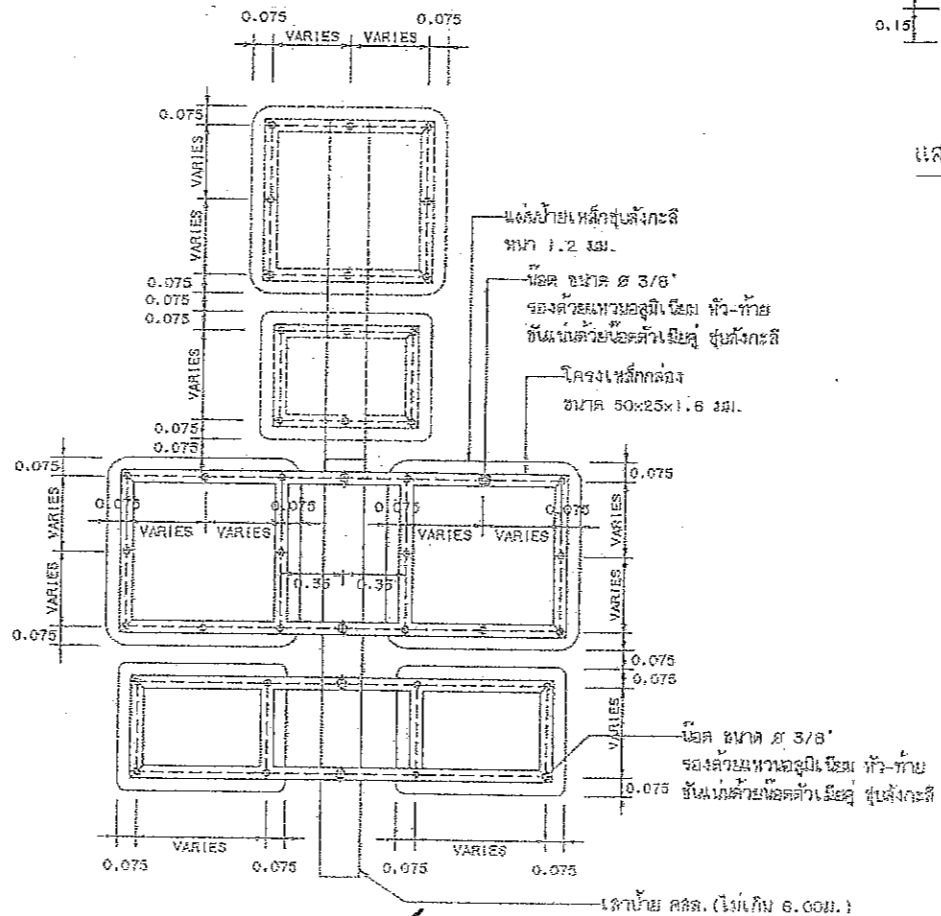 0.075 0.075
VARIES VARIES
0.15
0.075
VARIES
VARIES
0.075
0.075
0.075
VARIES
0.075
0.075
แผ่นป้ายเหล็กชุบสังกะสี
หนา 1.2 มม.
น๊อต ขนาด ø 3/8"
รองด้วยแหวนอลูมิเนียม หัว-ท้าย
ขันแน่นด้วยน๊อตตัวเมียคู่ ชุบสังกะสี
โครงเหล็กกล่อง
ขนาด 50x25x1.6 มม.
0.075 0.075
VARIES VARIES
0.075 0.075 0.075 0.075
VARIES VARIES VARIES VARIES
0.35 0.35
VARIES VARIES
0.075
0.075
0.075
VARIES
0.075
น๊อต ขนาด ø 3/8"
รองด้วยแหวนอลูมิเนียม หัว-ท้าย
ขันแน่นด้วยน๊อตตัวเมียคู่ ชุบสังกะสี
VARIES VARIES
0.075 0.075 0.075 0.075
เสาป้าย คสล.(ไม่เกิน 6.00ม.)